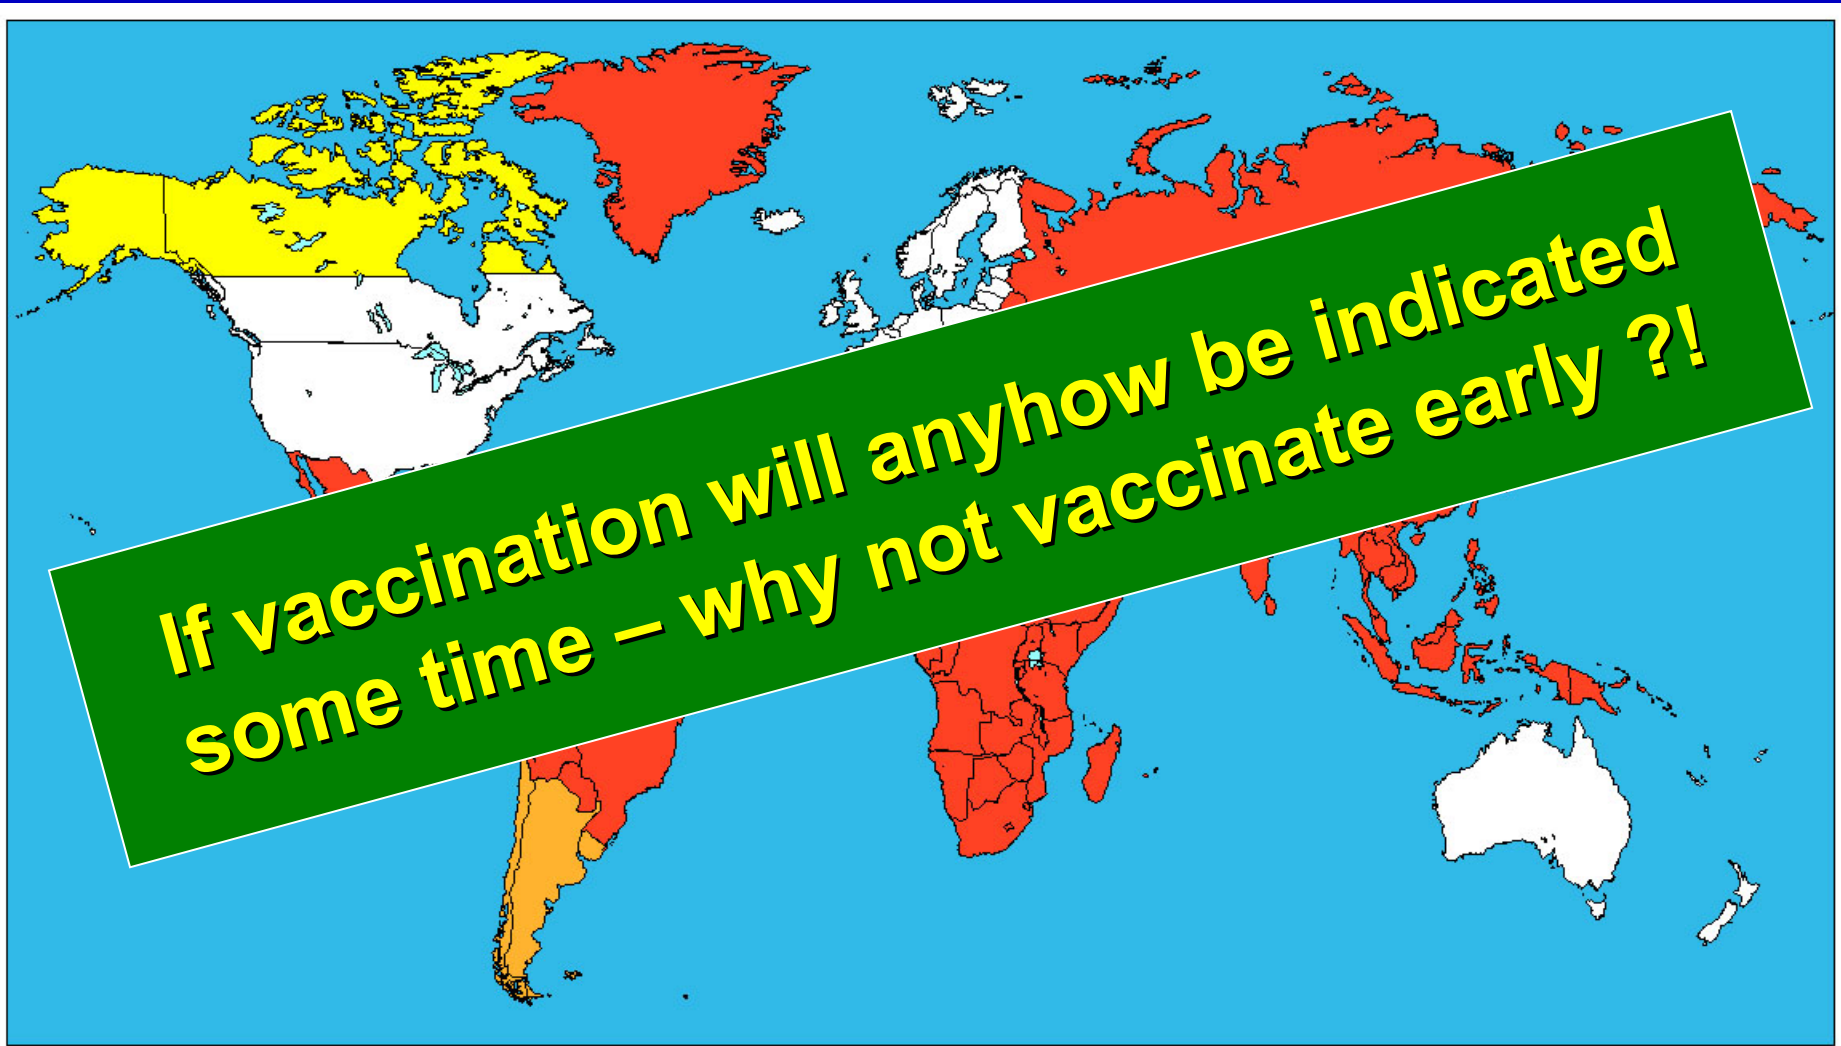 If vaccination will anyhow be indicated
some time – why not vaccinate early ?!